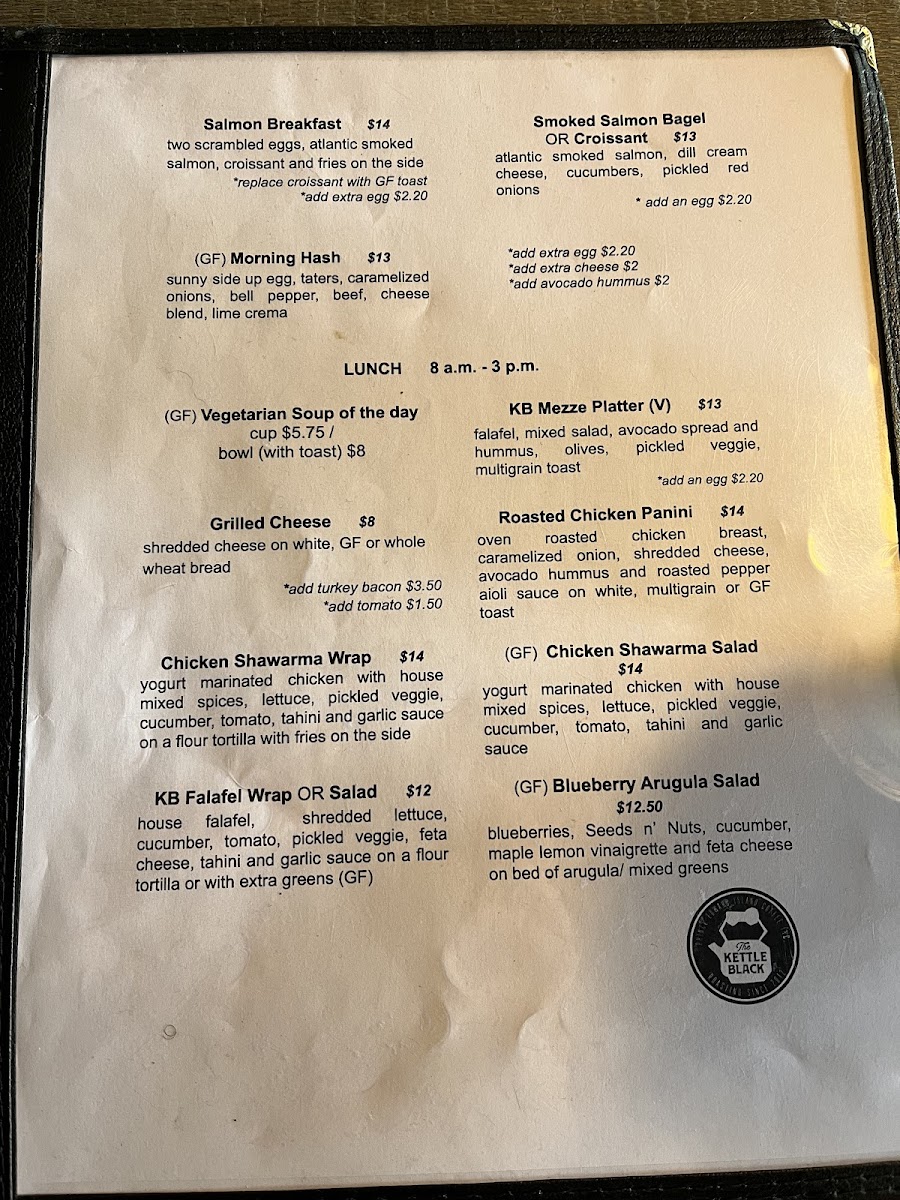 Salmon Breakfast $14
two scrambled eggs, atlantic smoked
salmon, croissant and fries on the side
*replace croissant with GF toast
*add extra egg $2.20
Smoked Salmon Bagel
OR Croissant $13
atlantic smoked salmon, dill cream
cheese, cucumbers, pickled red
onions
* add an egg $2.20
(GF) Morning Hash $13
sunny side up egg, taters, caramelized
onions, bell pepper, beef, cheese
blend, lime crema
*add extra egg $2.20
*add extra cheese $2
*add avocado hummus $2
LUNCH 8 a.m. - 3 p.m.
(GF) Vegetarian Soup of the day
cup $5.75 /
bowl (with toast) $8
KB Mezze Platter (V) $13
falafel, mixed salad, avocado spread and
hummus, olives, pickled veggie,
multigrain toast
*add an egg $2.20
Grilled Cheese $8
shredded cheese on white, GF or whole
wheat bread
*add turkey bacon $3.50
*add tomato $1.50
Roasted Chicken Panini $14
oven roasted chicken breast,
caramelized onion, shredded cheese,
avocado hummus and roasted pepper
aioli sauce on white, multigrain or GF
toast
Chicken Shawarma Wrap $14
yogurt marinated chicken with house
mixed spices, lettuce, pickled veggie,
cucumber, tomato, tahini and garlic sauce
on a flour tortilla with fries on the side
(GF) Chicken Shawarma Salad
$14
yogurt marinated chicken with house
mixed spices, lettuce, pickled veggie,
cucumber, tomato, tahini and garlic
sauce
KB Falafel Wrap OR Salad $12
house falafel, shredded lettuce,
cucumber, tomato, pickled veggie, feta
cheese, tahini and garlic sauce on a flour
tortilla or with extra greens (GF)
(GF) Blueberry Arugula Salad
$12.50
blueberries, Seeds n' Nuts, cucumber,
maple lemon vinaigrette and feta cheese
on bed of arugula/ mixed greens
The
KETTLE
BLACK